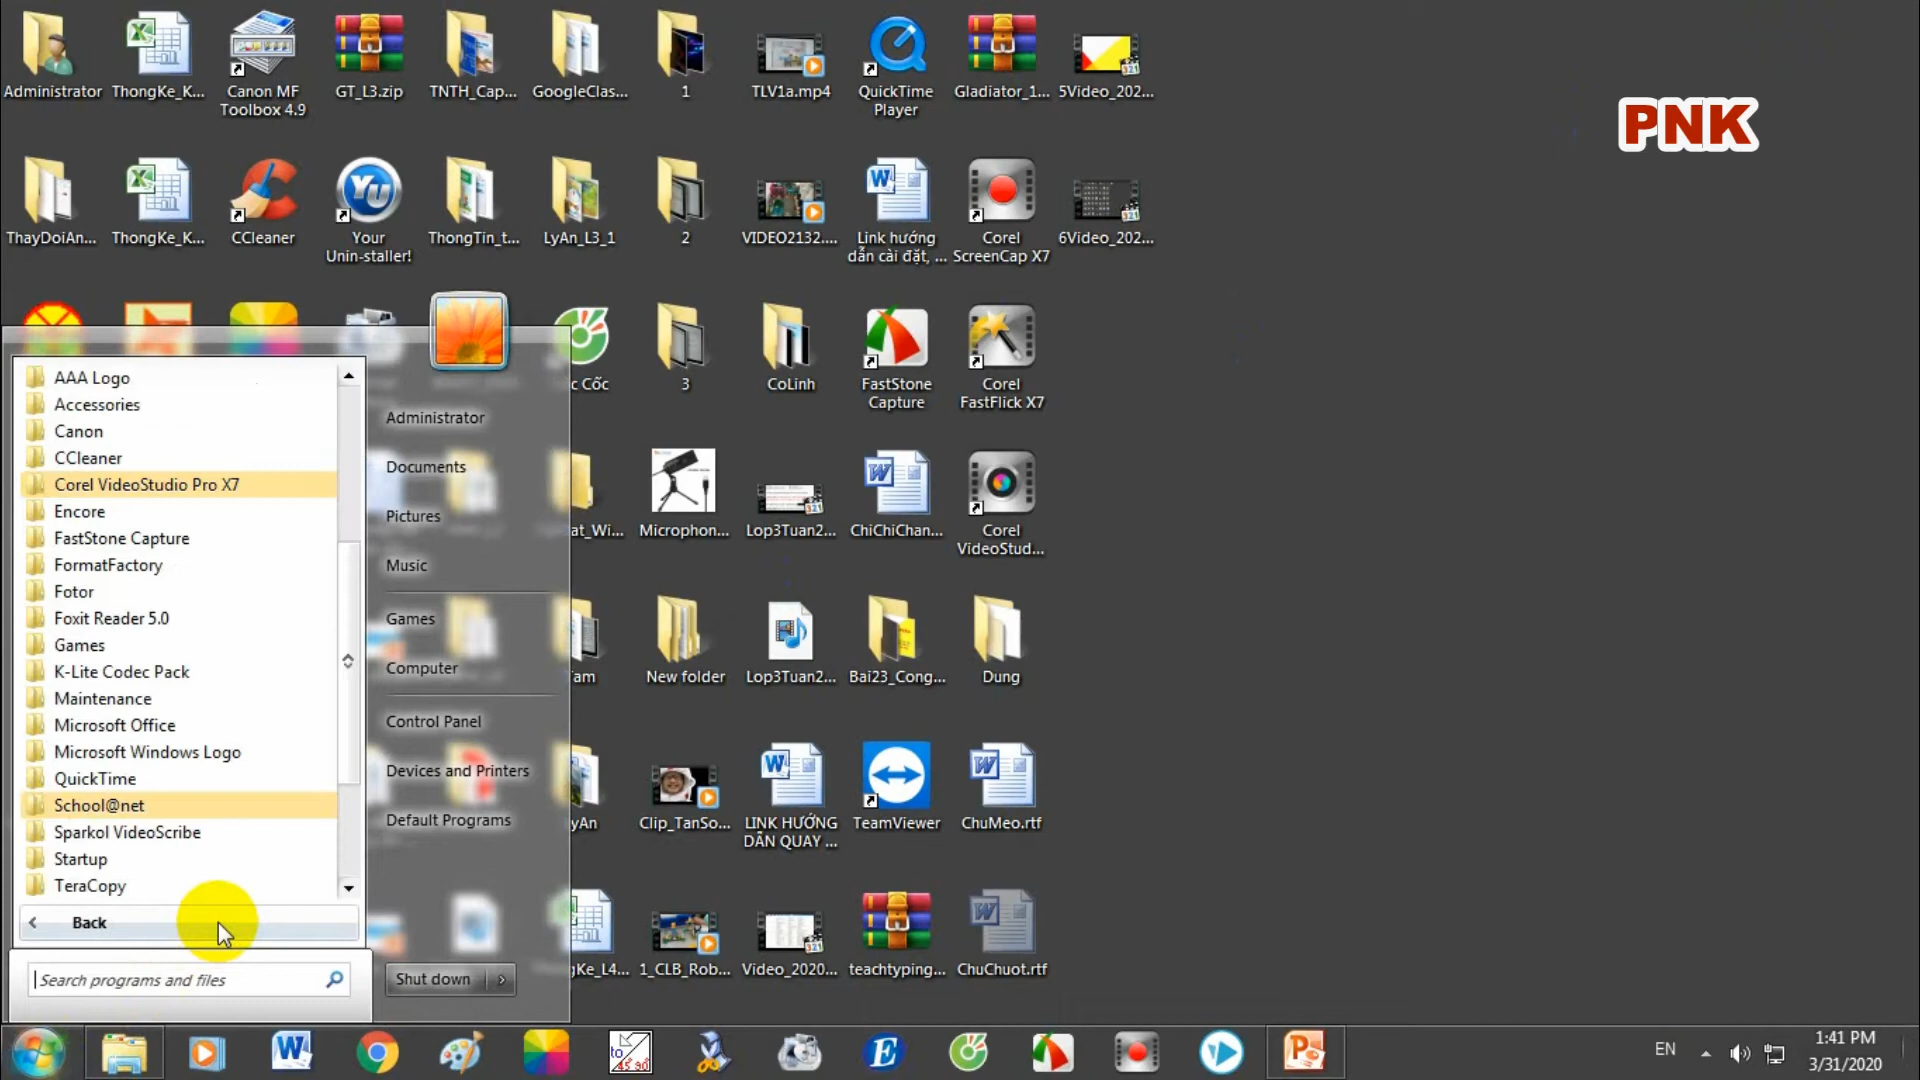 Administrator
ThongKe_K...
Canon MF
Toolbox 4.9
GT_L3.zip
TNTH_Cap...
GoogleClas...
1
TLV1a.mp4
QuickTime
Player
Gladiator_1...
5Video_202...
PNK
ThayDoiAn...
ThongKe_K...
CCleaner
Your
Unin-staller!
ThongTin_t...
LyAn_L3_1
2
VIDEO2132....
Link hướng
dẫn cài đặt, ...
Corel
ScreenCap X7
6Video_202...
c Cốc
3
CoLinh
FastStone
Capture
Corel
FastFlick X7
at_Wi...
Microphon...
Lop3Tuan2...
ChiChiChan...
Corel
VideoStud...
am
New folder
Lop3Tuan2...
Bai23_Cong...
Dung
yAn
Clip_TanSo...
LINK HƯỚNG
DẪN QUAY ...
TeamViewer
ChuMeo.rtf
gKe_L4...
1_CLB_Rob...
Video_2020...
teachtyping...
ChuChuot.rtf
AAA Logo
Accessories
Canon
CCleaner
Corel VideoStudio Pro X7
Encore
FastStone Capture
FormatFactory
Fotor
Foxit Reader 5.0
Games
K-Lite Codec Pack
Maintenance
Microsoft Office
Microsoft Windows Logo
QuickTime
School@net
Sparkol VideoScribe
Startup
TeraCopy
Back
Search programs and files
Administrator
Documents
Pictures
Music
Games
Computer
Control Panel
Devices and Printers
Default Programs
Shut down
EN
1:41 PM
3/31/2020